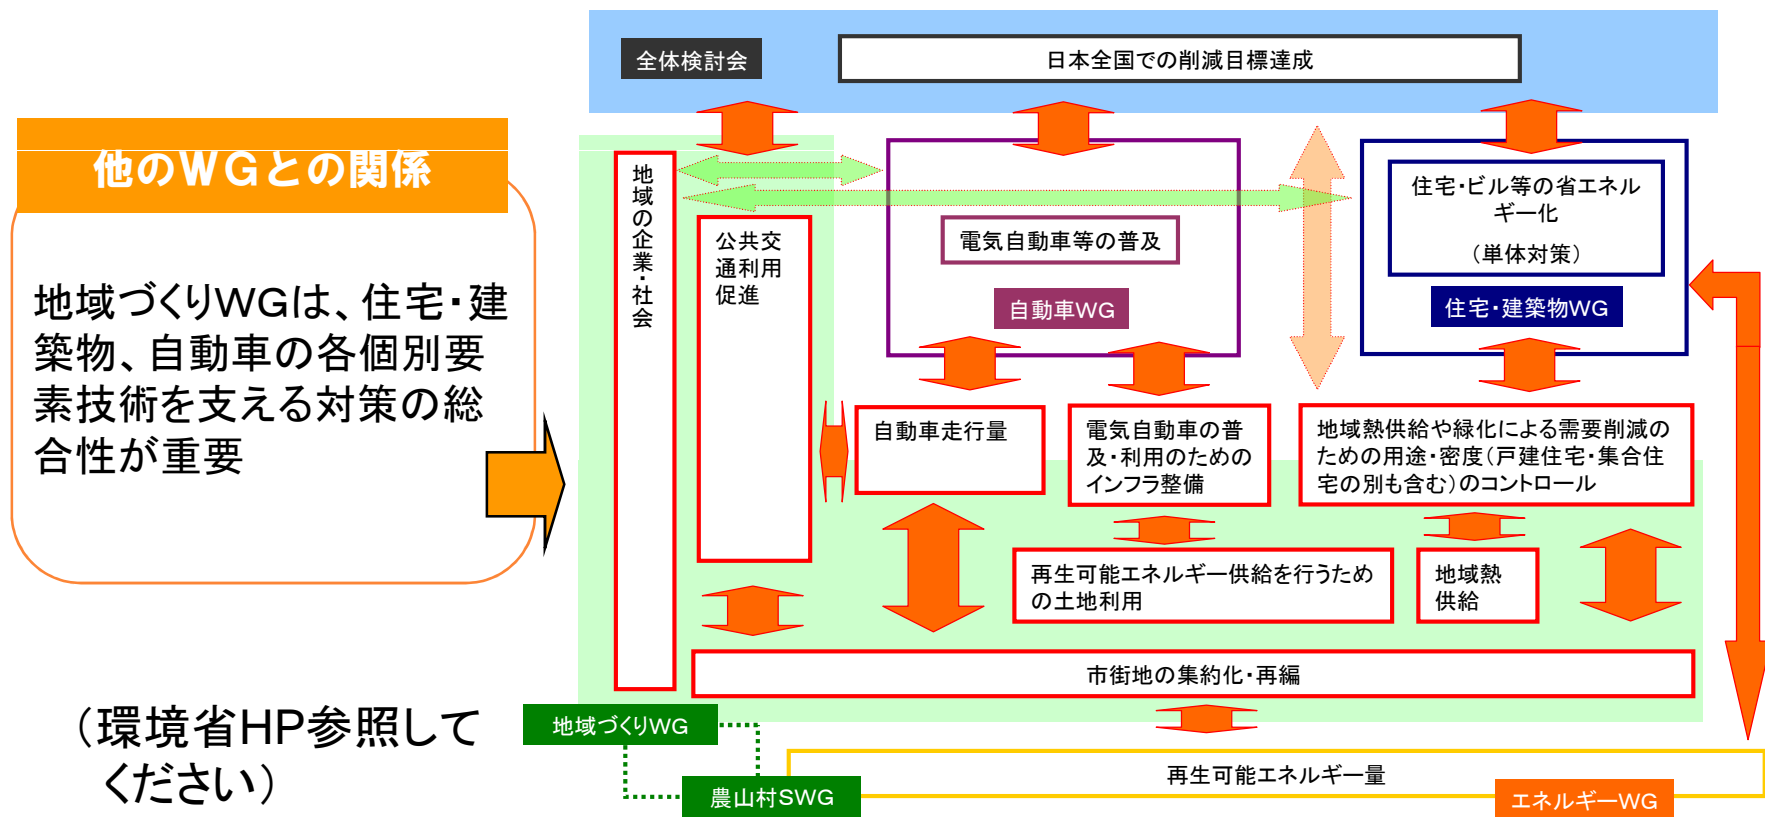 全体検討会
日本全国での削減目標達成
他のWGとの関係
地域づくりWGは、住宅・建
築物、自動車の各個別要
素技術を支える対策の総
合性が重要
（環境省HP参照して
ください）
地域の企業・社会
公共交
通利用
促進
電気自動車等の普及
自動車WG
住宅・ビル等の省エネル
ギー化
（単体対策）
住宅・建築物WG
自動車走行量
電気自動車の普
及・利用のための
インフラ整備
地域熱供給や緑化による需要削減の
ための用途・密度（戸建住宅・集合住
宅の別も含む）のコントロール
再生可能エネルギー供給を行うため
の土地利用
地域熱
供給
市街地の集約化・再編
地域づくりWG
農山村SWG
再生可能エネルギー量
エネルギーWG